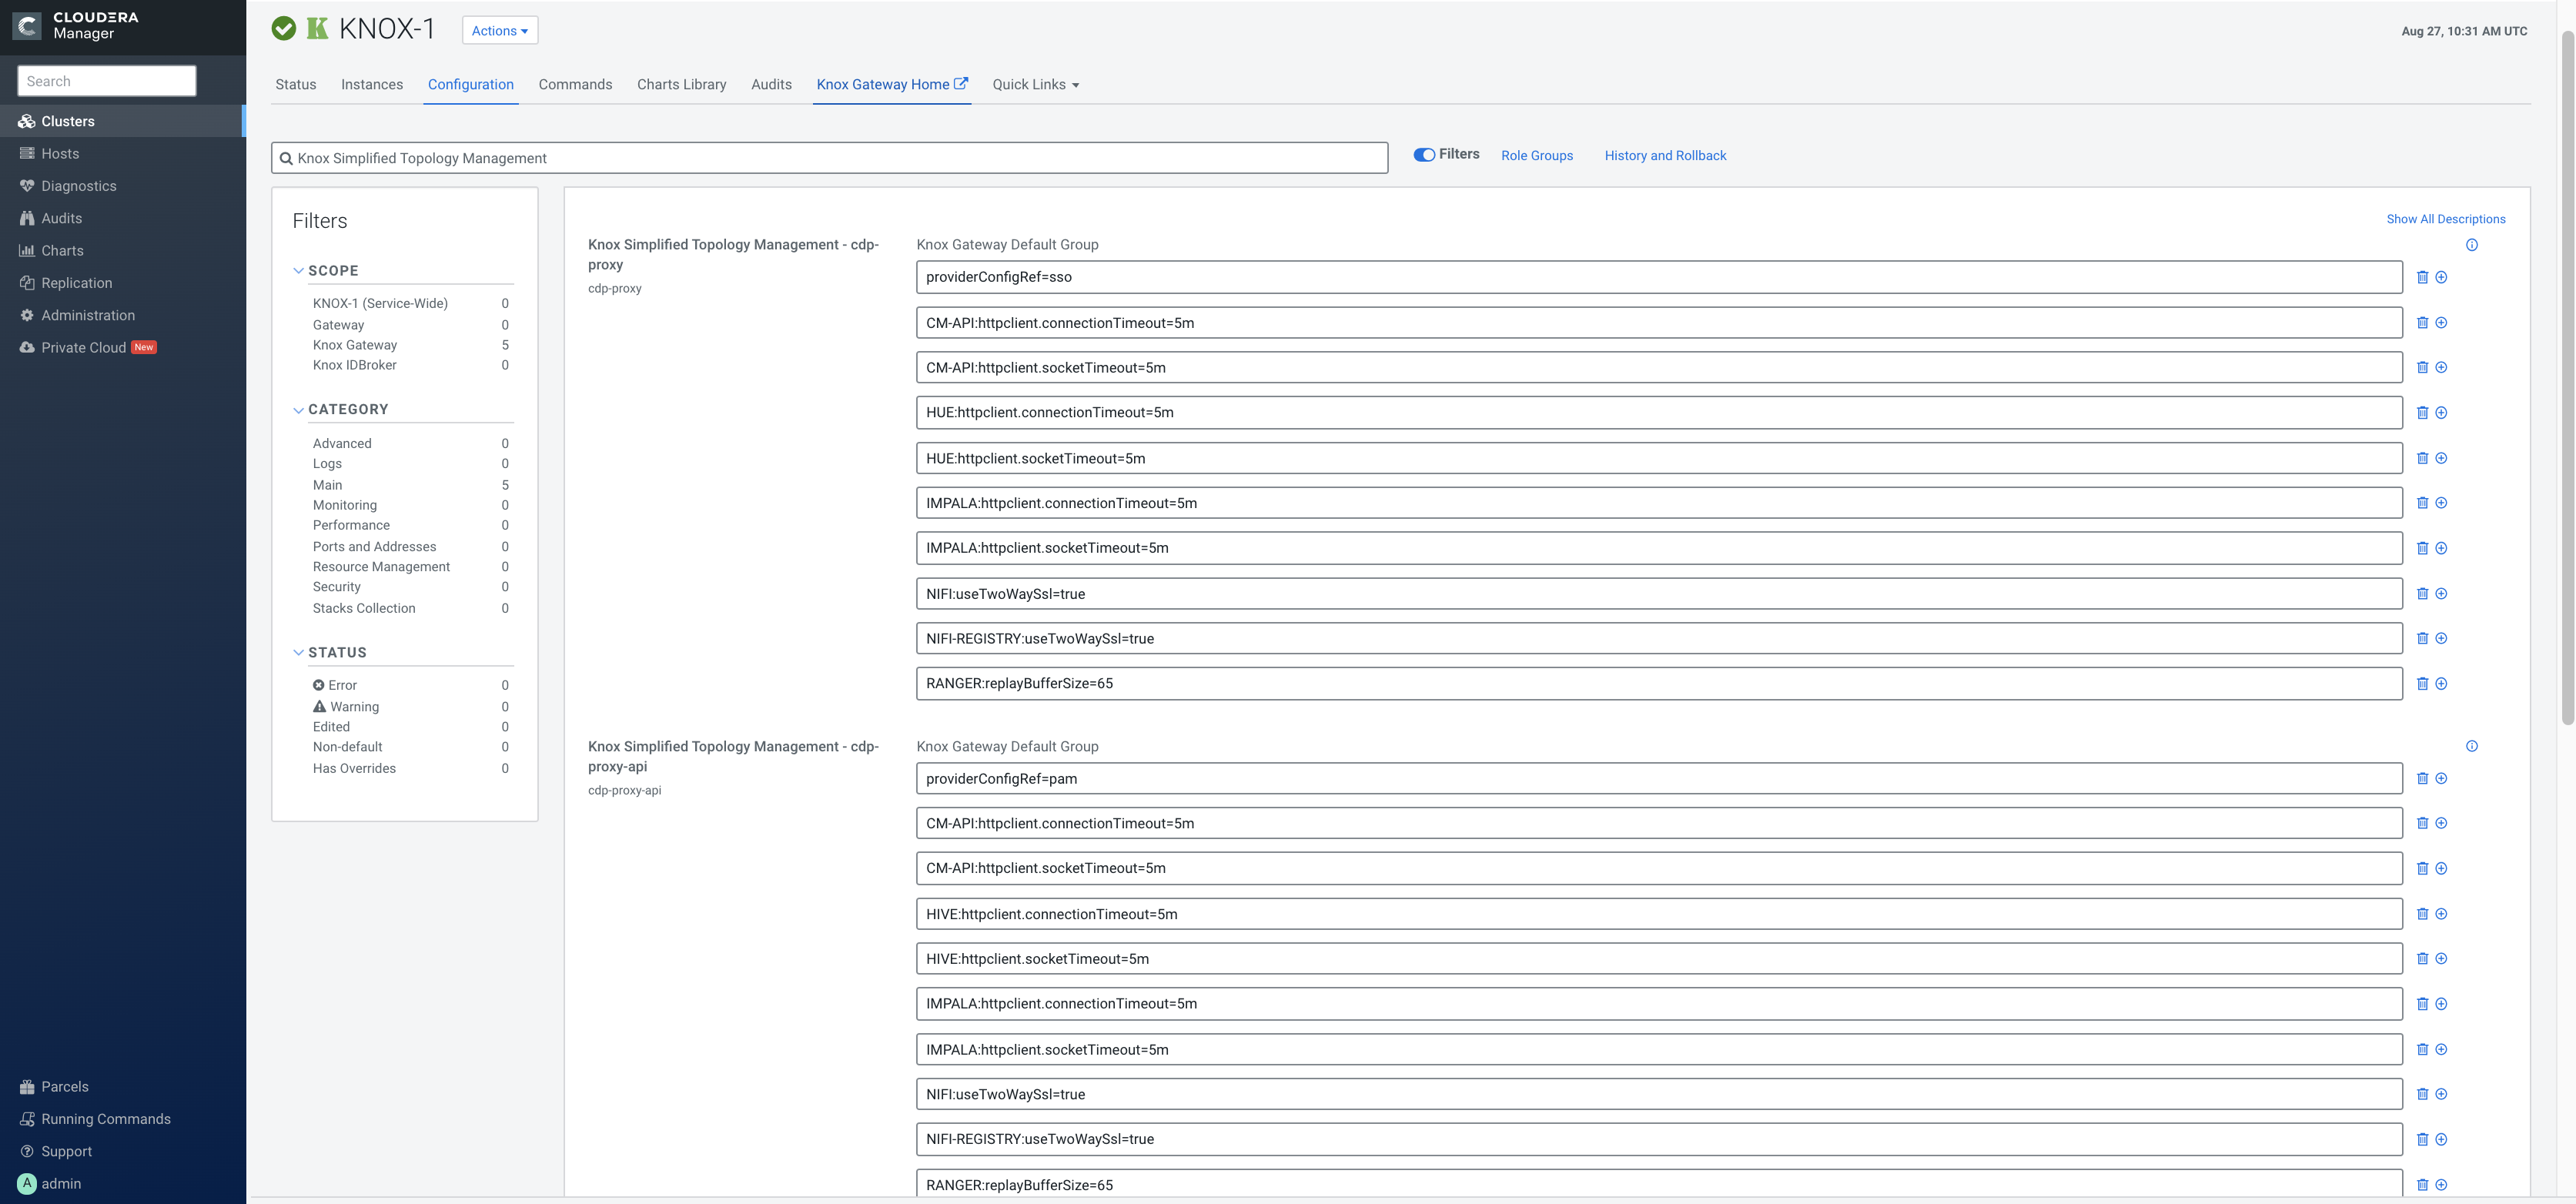 CLOUDERA
Manager
Search
Clusters
Hosts
Diagnostics
Audits
Charts
Replication
Administration
Private Cloud New
Parcels
Running Commands
Support
A admin
K KNOX-1
Actions
Aug 27, 10:31 AM UTC
Status Instances Configuration Commands Charts Library Audits Knox Gateway Home Quick Links
Knox Simplified Topology Management
Filters Role Groups History and Rollback
Filters
SCOPE
KNOX-1 (Service-Wide) 0
Gateway 0
Knox Gateway 5
Knox IDBroker 0
CATEGORY
Advanced 0
Logs 0
Main 5
Monitoring 0
Performance 0
Ports and Addresses 0
Resource Management 0
Security 0
Stacks Collection 0
STATUS
Error 0
Warning 0
Edited 0
Non-default 0
Has Overrides 0
Show All Descriptions
Knox Simplified Topology Management - cdp-
proxy
cdp-proxy
Knox Gateway Default Group
providerConfigRef=sso
CM-API:httpclient.connectionTimeout=5m
CM-API:httpclient.socketTimeout=5m
HUE:httpclient.connectionTimeout=5m
HUE:httpclient.socketTimeout=5m
IMPALA:httpclient.connectionTimeout=5m
IMPALA:httpclient.socketTimeout=5m
NIFI:useTwoWaySsl=true
NIFI-REGISTRY:useTwoWaySsl=true
RANGER:replayBufferSize=65
Knox Simplified Topology Management - cdp-
proxy-api
cdp-proxy-api
Knox Gateway Default Group
providerConfigRef=pam
CM-API:httpclient.connectionTimeout=5m
CM-API:httpclient.socketTimeout=5m
HIVE:httpclient.connectionTimeout=5m
HIVE:httpclient.socketTimeout=5m
IMPALA:httpclient.connectionTimeout=5m
IMPALA:httpclient.socketTimeout=5m
NIFI:useTwoWaySsl=true
NIFI-REGISTRY:useTwoWaySsl=true
RANGER:replayBufferSize=65